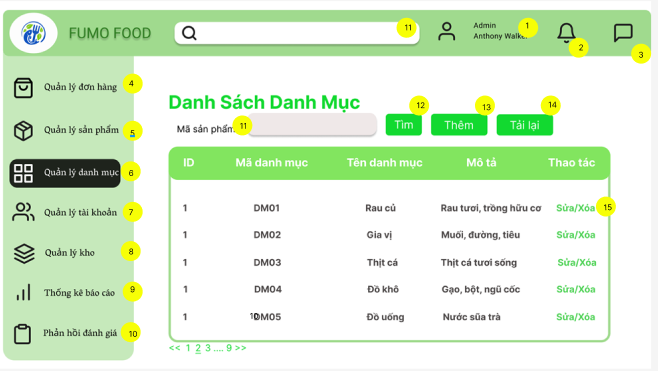 FUMO FOOD
11
Admin
Anthony Walker
1
2
3
Quản lý đơn hàng 4
Quản lý sản phẩm 5
Quản lý danh mục 6
Quản lý tài khoản 7
Quản lý kho 8
Thống kê báo cáo 9
Phản hồi đánh giá 10
Danh Sách Danh Mục
Mã sản phẩm 11
Tìm 12
Thêm 13
Tải lại 14
ID Mã danh mục Tên danh mục Mô tả Thao tác
1 DM01 Rau củ Rau tươi, trồng hữu cơ Sửa/Xóa 15
1 DM02 Gia vị Muối, đường, tiêu Sửa/Xóa
1 DM03 Thịt cá Thịt cá tươi sống Sửa/Xóa
1 DM04 Đồ khô Gạo, bột, ngũ cốc Sửa/Xóa
1 10 DM05 Đồ uống Nước sũa trà Sửa/Xóa
<< 1 2 3 .... 9 >>